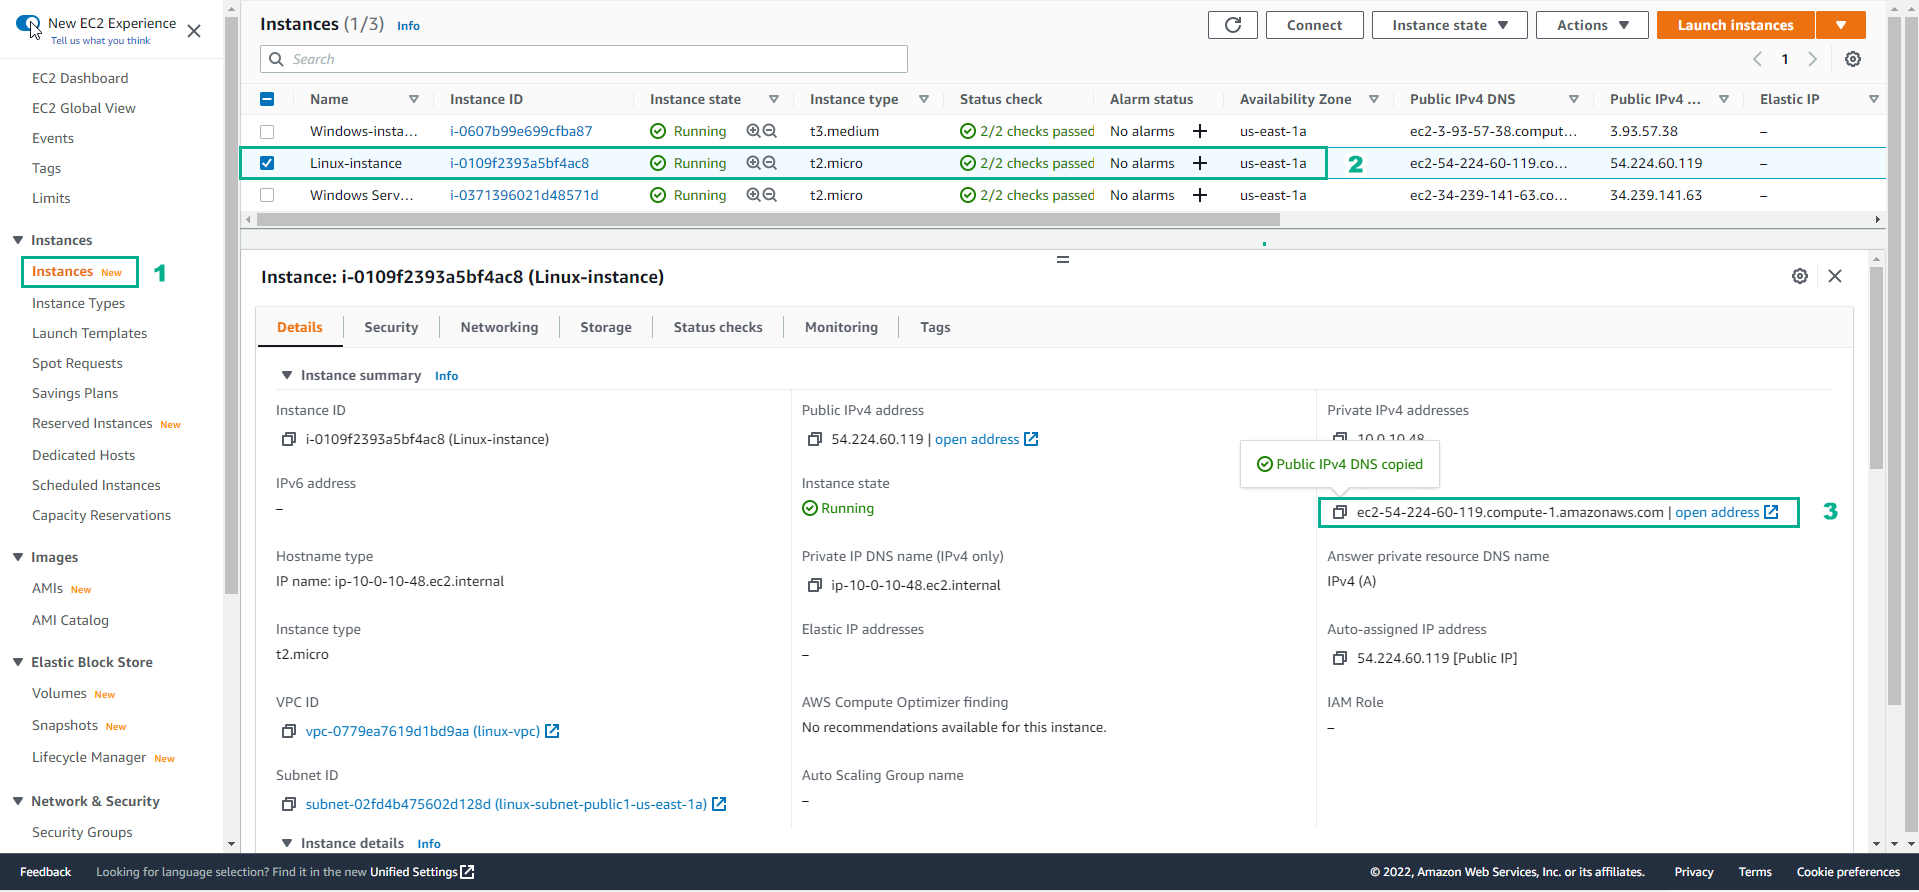 New EC2 Experience
Tell us what you think
EC2 Dashboard
EC2 Global View
Events
Tags
Limits
Instances
Instances New 1
Instance Types
Launch Templates
Spot Requests
Savings Plans
Reserved Instances New
Dedicated Hosts
Scheduled Instances
Capacity Reservations
Images
AMIs New
AMI Catalog
Elastic Block Store
Volumes New
Snapshots New
Lifecycle Manager New
Network & Security
Security Groups
Instances (1/3) Info
Connect Instance state Actions Launch instances
Search
1
Name Instance ID Instance state Instance type Status check Alarm status Availability Zone Public IPv4 DNS Public IPv4 ... Elastic IP
Windows-insta... i-0607b99e699cfba87 Running t3.medium 2/2 checks passed No alarms + us-east-1a ec2-3-93-57-38.comput... 3.93.57.38 –
Linux-instance i-0109f2393a5bf4ac8 Running t2.micro 2/2 checks passed No alarms + us-east-1a 2 ec2-54-224-60-119.co... 54.224.60.119 –
Windows Serv... i-0371396021d48571d Running t2.micro 2/2 checks passed No alarms + us-east-1a ec2-34-239-141-63.co... 34.239.141.63 –
Instance: i-0109f2393a5bf4ac8 (Linux-instance)
Details Security Networking Storage Status checks Monitoring Tags
Instance summary Info
Instance ID
i-0109f2393a5bf4ac8 (Linux-instance)
Public IPv4 address
54.224.60.119 | open address
Private IPv4 addresses
10.0.10.48
Public IPv4 DNS copied
IPv6 address
–
Instance state
Running
ec2-54-224-60-119.compute-1.amazonaws.com | open address 3
Hostname type
IP name: ip-10-0-10-48.ec2.internal
Private IP DNS name (IPv4 only)
ip-10-0-10-48.ec2.internal
Answer private resource DNS name
IPv4 (A)
Instance type
t2.micro
Elastic IP addresses
–
Auto-assigned IP address
54.224.60.119 [Public IP]
VPC ID
vpc-0779ea7619d1bd9aa (linux-vpc)
AWS Compute Optimizer finding
No recommendations available for this instance.
IAM Role
–
Subnet ID
subnet-02fd4b475602d128d (linux-subnet-public1-us-east-1a)
Auto Scaling Group name
–
Instance details Info
Feedback Looking for language selection? Find it in the new Unified Settings © 2022, Amazon Web Services, Inc. or its affiliates. Privacy Terms Cookie preferences